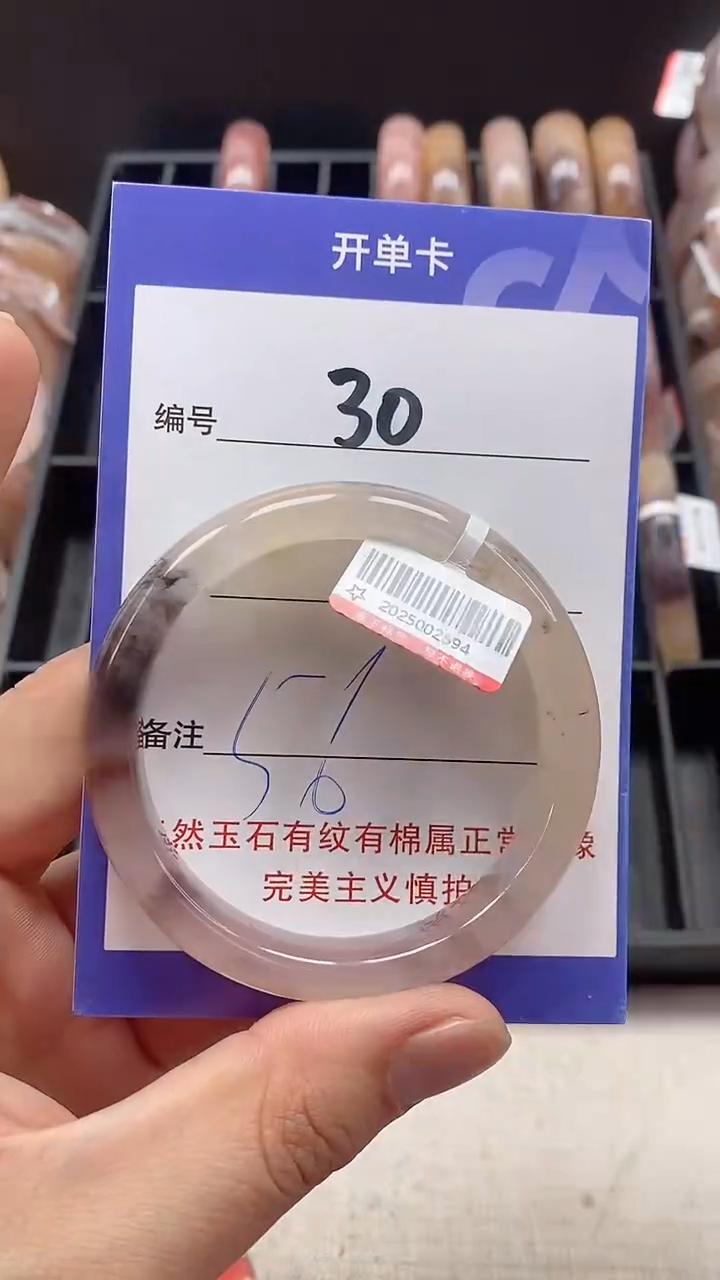 开单卡
编号 30
2025002594
备注 56
然玉石有纹有棉属正常 象
完美主义慎拍